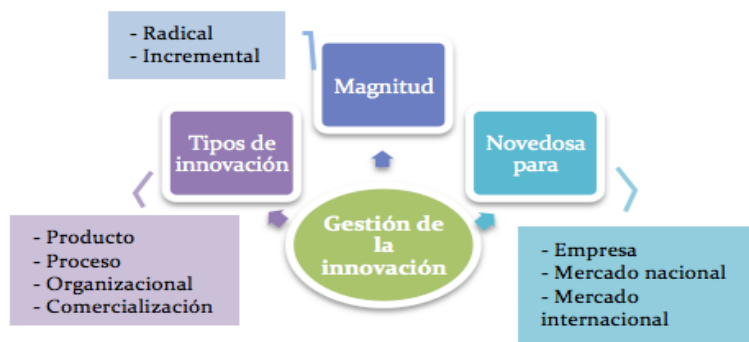 - Radical
- Incremental
Magnitud
Tipos de
innovación
Novedosa
para
Gestión de
la
innovación
- Producto
- Proceso
- Organizacional
- Comercialización
- Empresa
- Mercado nacional
- Mercado
internacional